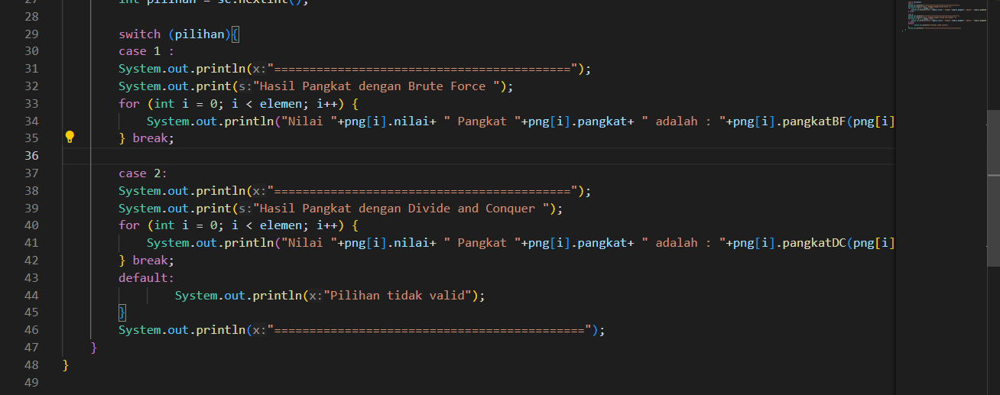 27 int pilihan = sc.nextInt();
28
29 switch (pilihan){
30 case 1 :
31 System.out.println(x:"==========================================");
32 System.out.print(s:"Hasil Pangkat dengan Brute Force ");
33 for (int i = 0; i < elemen; i++) {
34 System.out.println("Nilai "+png[i].nilai+ " Pangkat "+png[i].pangkat+ " adalah : "+png[i].pangkatBF(png[i]
35 } break;
36
37 case 2:
38 System.out.println(x:"==========================================");
39 System.out.print(s:"Hasil Pangkat dengan Divide and Conquer ");
40 for (int i = 0; i < elemen; i++) {
41 System.out.println("Nilai "+png[i].nilai+ " Pangkat "+png[i].pangkat+ " adalah : "+png[i].pangkatDC(png[i]
42 } break;
43 default:
44 System.out.println(x:"Pilihan tidak valid");
45 }
46 System.out.println(x:"============================================");
47 }
48 }
49